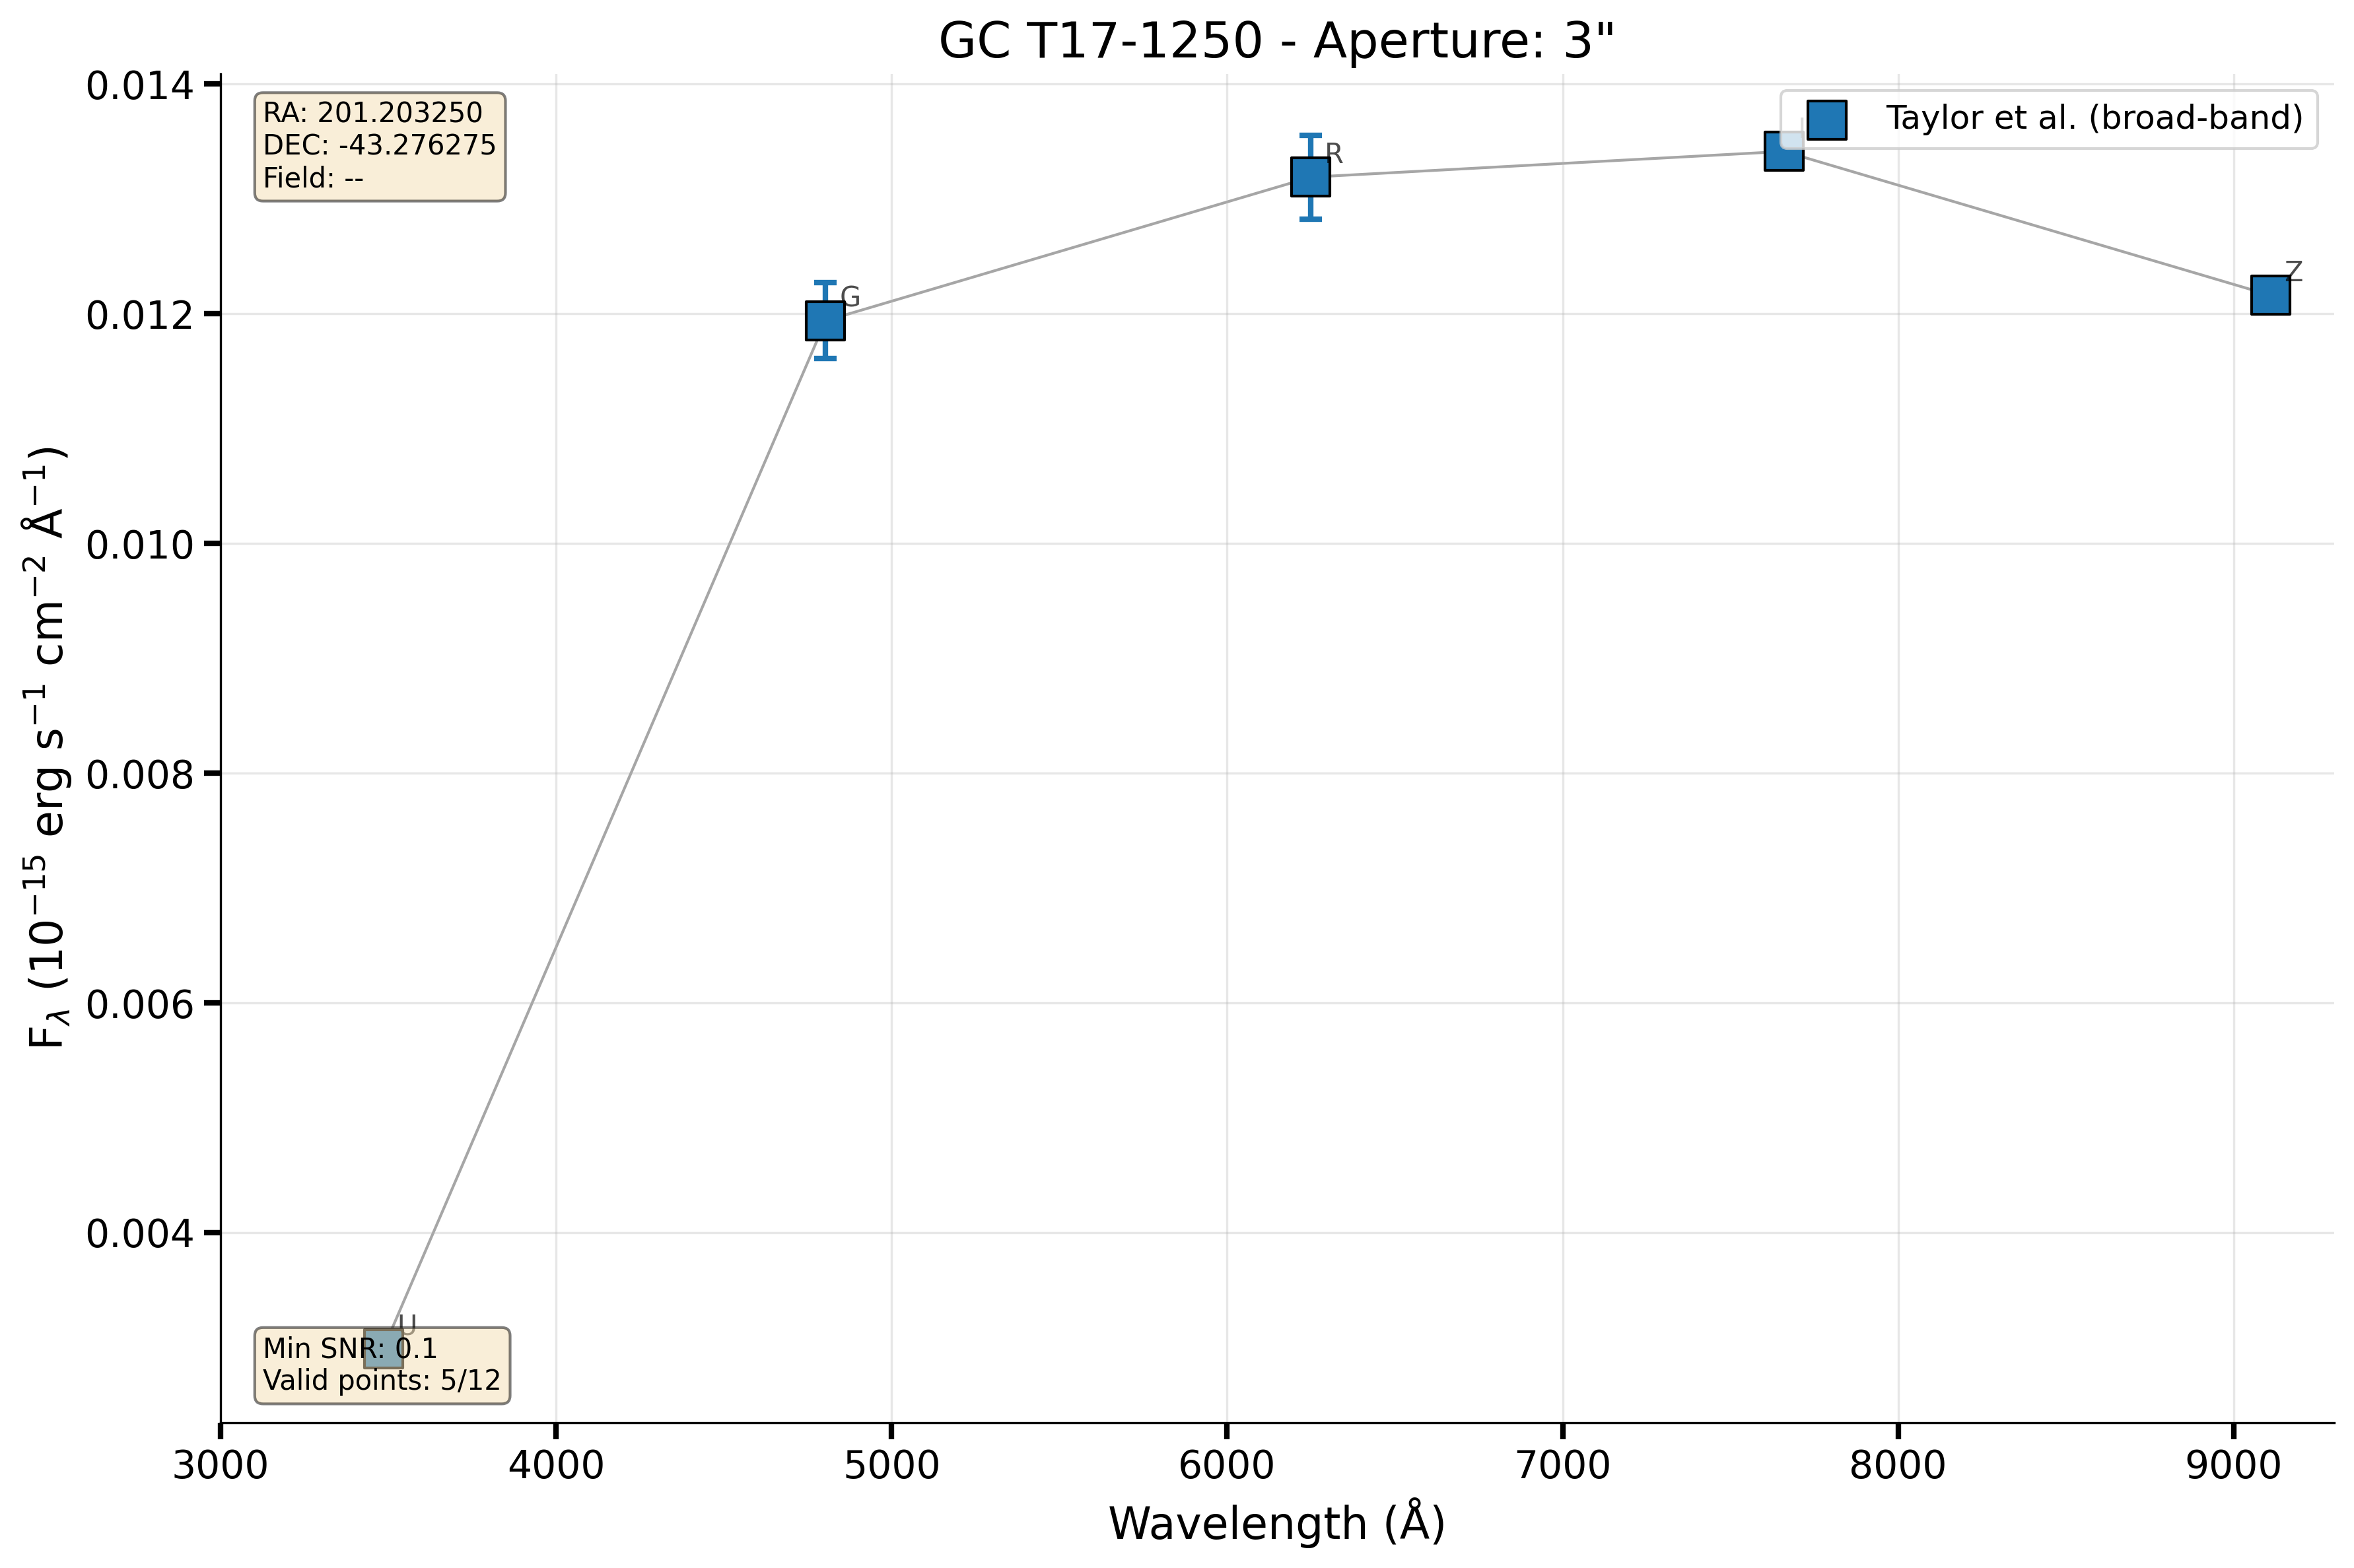 GC T17-1250 - Aperture: 3"
RA: 201.203250
DEC: -43.276275
Field: --
Taylor et al. (broad-band)
G
R
I
Z
U
Min SNR: 0.1
Valid points: 5/12
0.014
0.012
0.010
0.008
0.006
0.004
F_λ (10⁻¹⁵ erg s⁻¹ cm⁻² Å⁻¹)
3000 4000 5000 6000 7000 8000 9000
Wavelength (Å)